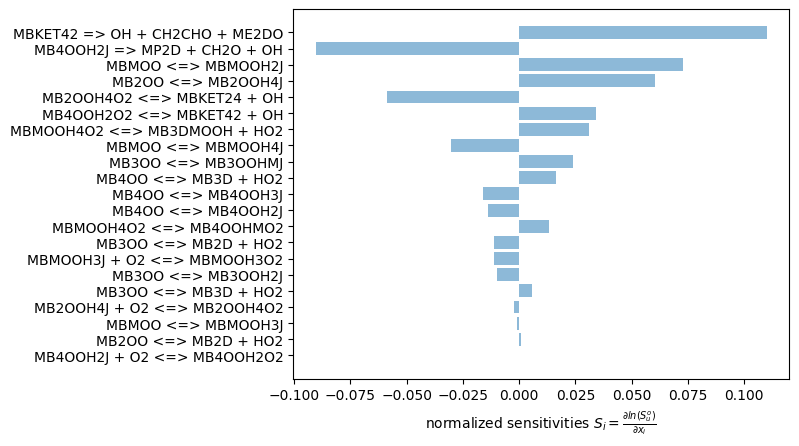 MBKET42 => OH + CH2CHO + ME2DO
MB4OOH2J => MP2D + CH2O + OH
MBMOO <=> MBMOOH2J
MB2OO <=> MB2OOH4J
MB2OOH4O2 <=> MBKET24 + OH
MB4OOH2O2 <=> MBKET42 + OH
MBMOOH4O2 <=> MB3DMOOH + HO2
MBMOO <=> MBMOOH4J
MB3OO <=> MB3OOHMJ
MB4OO <=> MB3D + HO2
MB4OO <=> MB4OOH3J
MB4OO <=> MB4OOH2J
MBMOOH4O2 <=> MB4OOHMO2
MB3OO <=> MB2D + HO2
MBMOOH3J + O2 <=> MBMOOH3O2
MB3OO <=> MB3OOH2J
MB3OO <=> MB3D + HO2
MB2OOH4J + O2 <=> MB2OOH4O2
MBMOO <=> MBMOOH3J
MB2OO <=> MB2D + HO2
MB4OOH2J + O2 <=> MB4OOH2O2
−0.100 −0.075 −0.050 −0.025 0.000 0.025 0.050 0.075 0.100
normalized sensitivities $S_i = \frac{\partial ln(S_u^o)}{\partial x_i}$